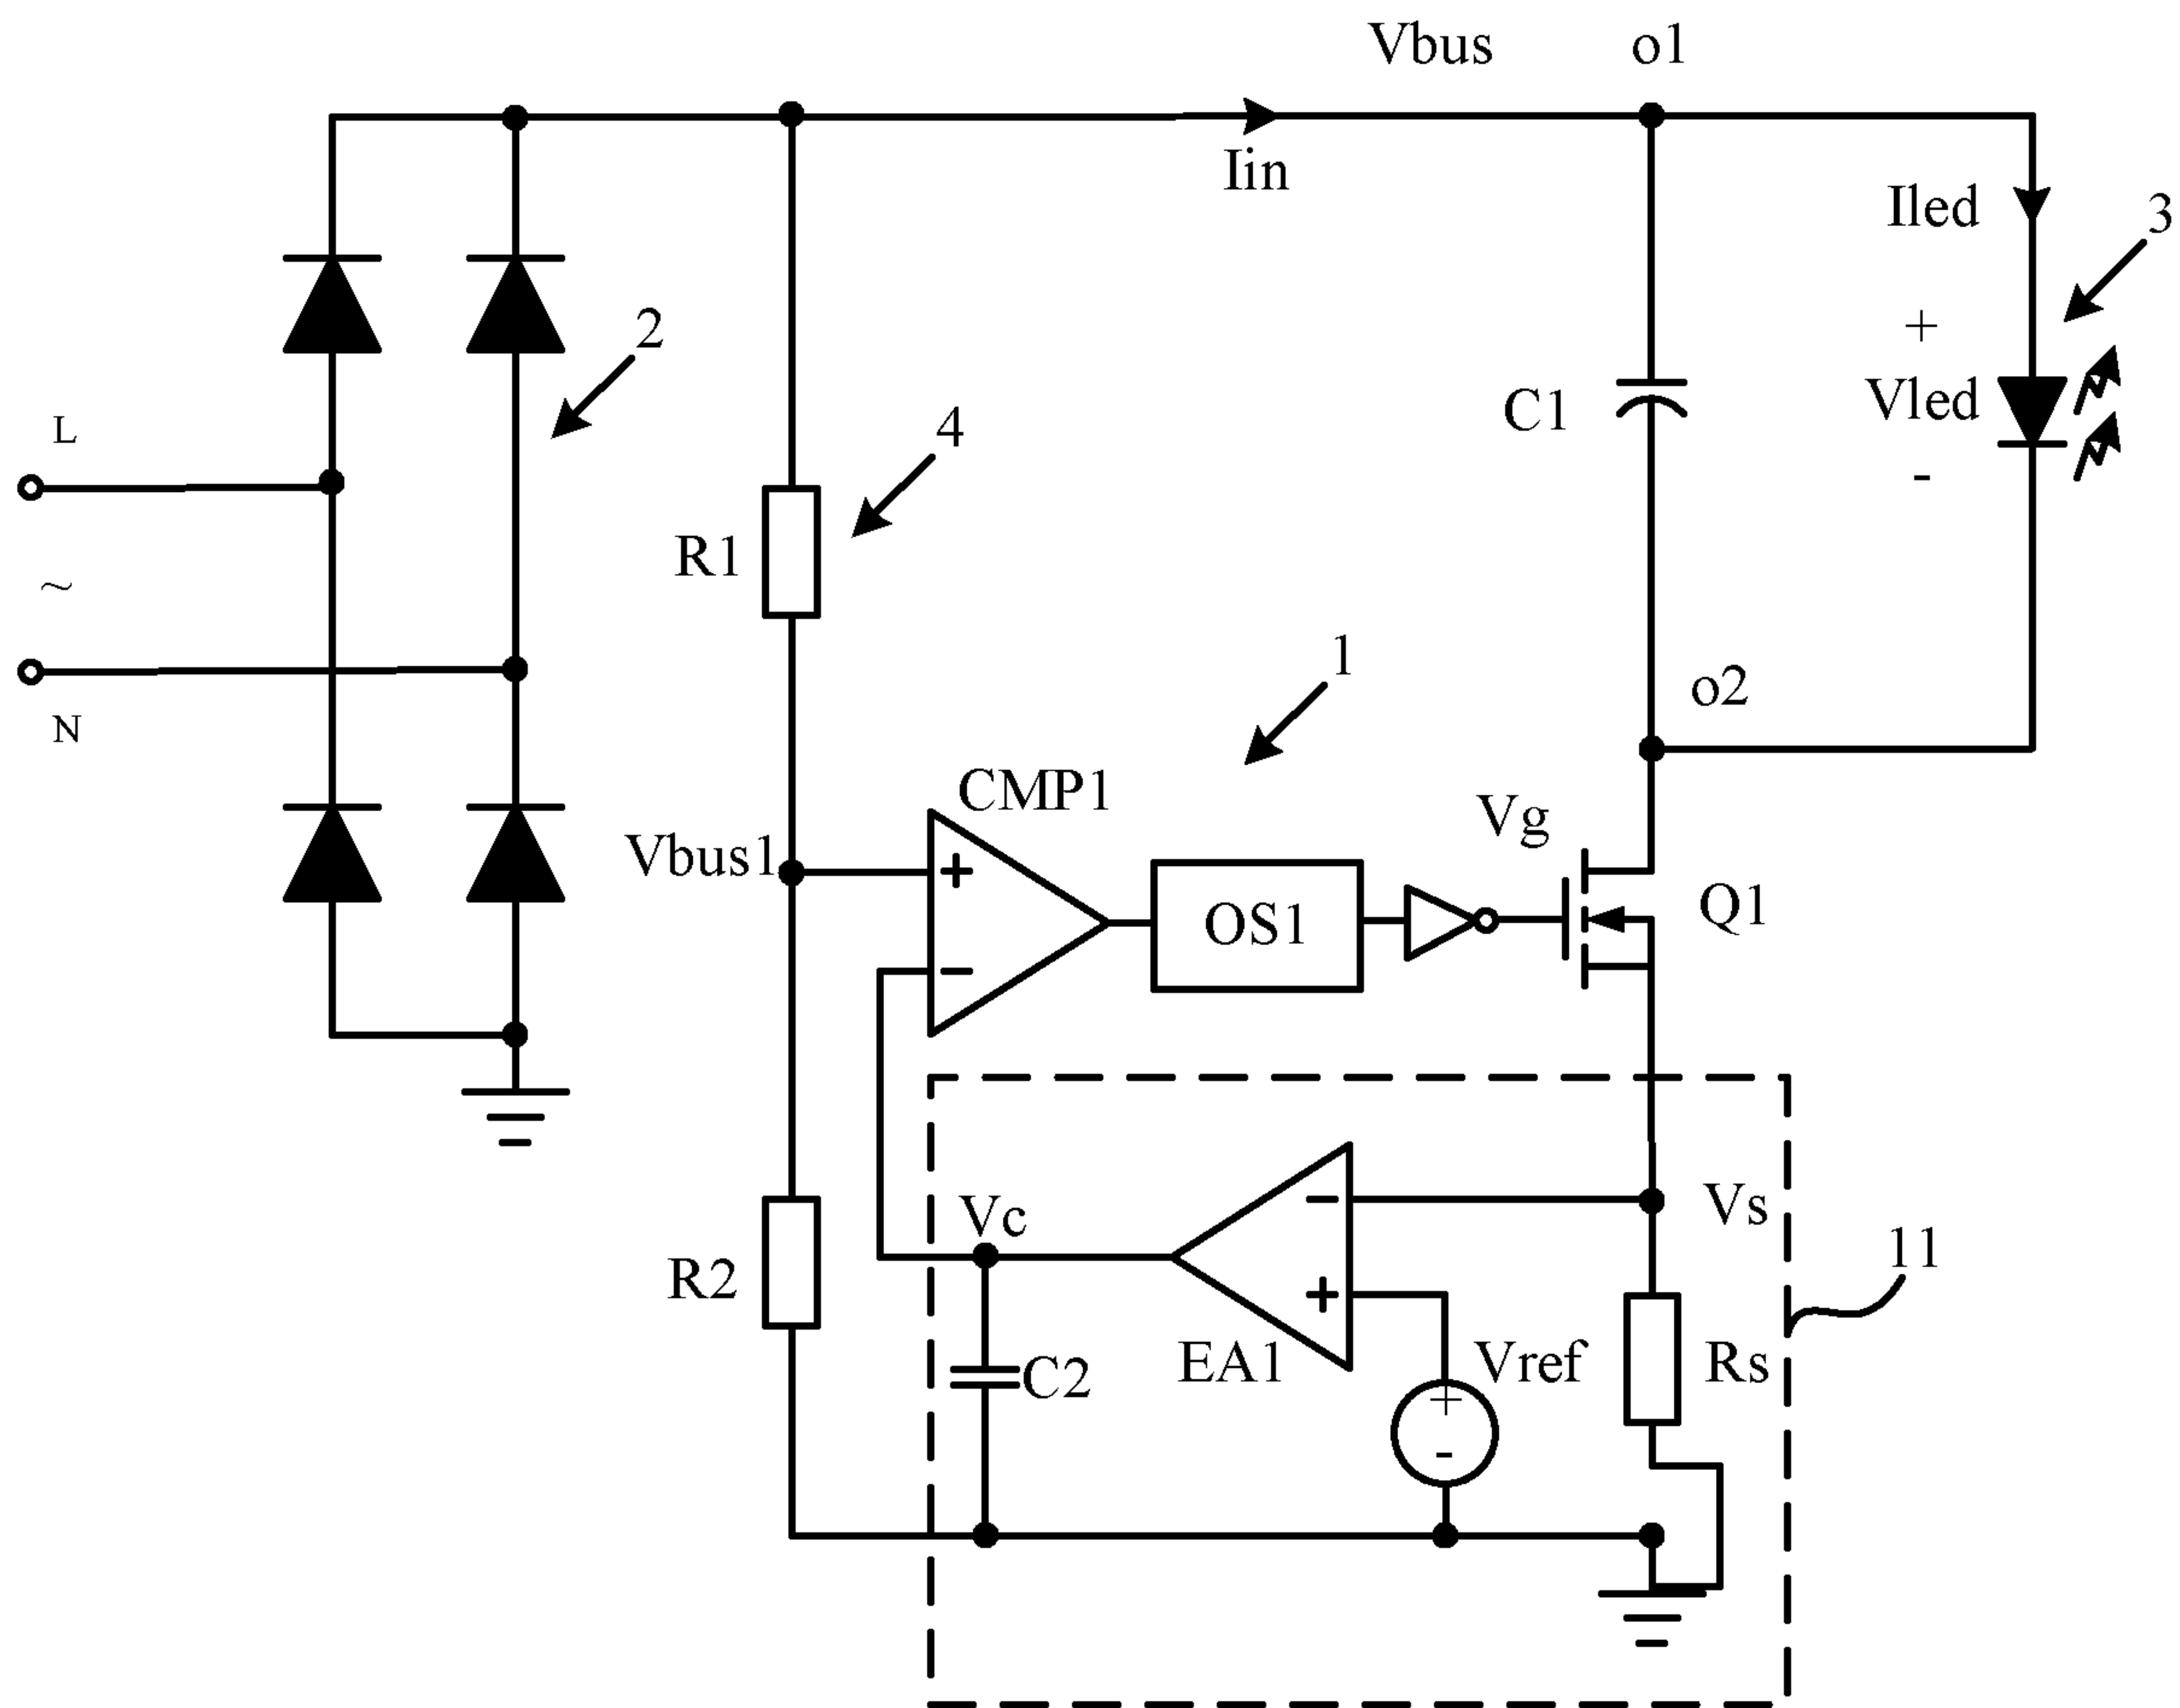 Vbus o1
Iin
Iled
3
2
+
Vled
-
C1
L
4
R1
~
1
o2
N
CMP1
Vg
Vbus1
+
OS1
Q1
-
Vc
-
Vs
11
R2
+
EA1
Vref
Rs
C2
+
-